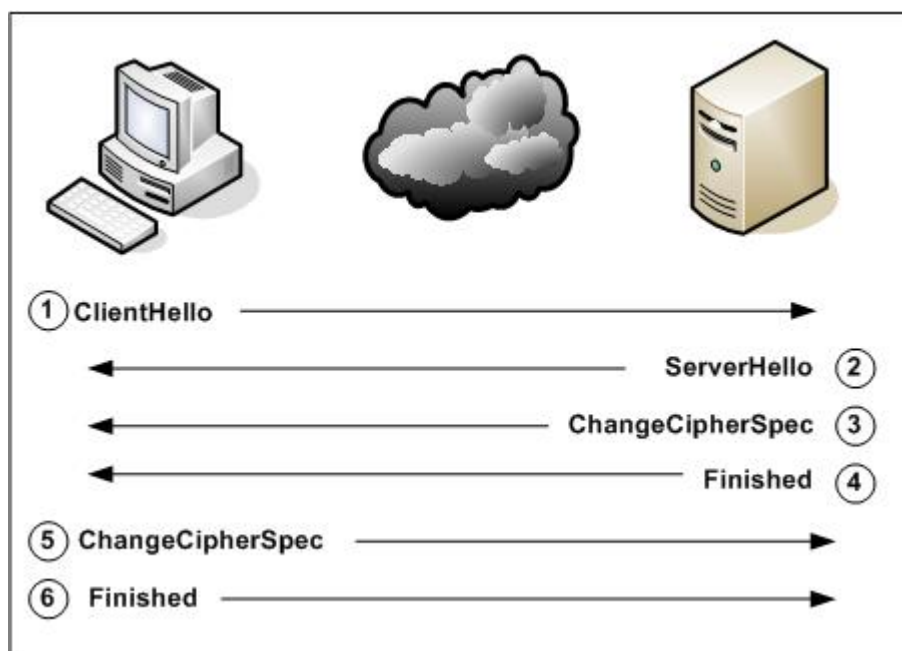 1 ClientHello
ServerHello 2
ChangeCipherSpec 3
Finished 4
5 ChangeCipherSpec
6 Finished